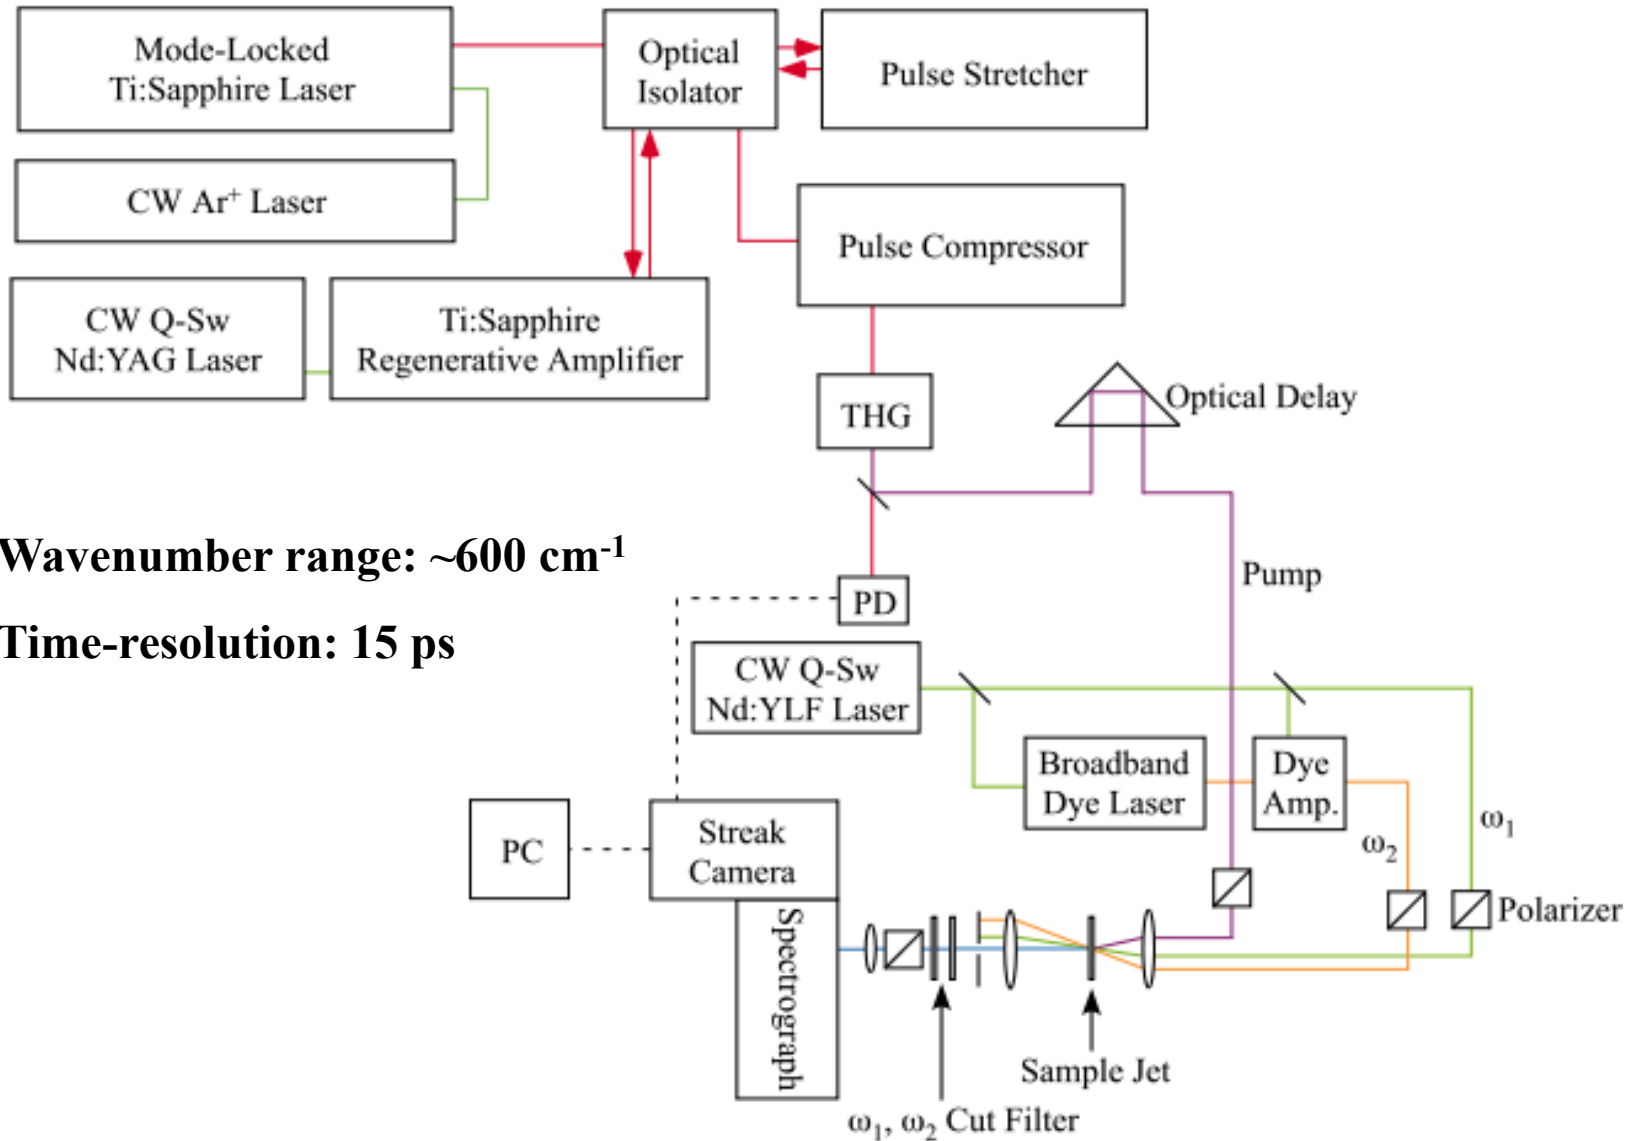 Mode-Locked
Ti:Sapphire Laser
Optical
Isolator
Pulse Stretcher
CW Ar⁺ Laser
Pulse Compressor
CW Q-Sw
Nd:YAG Laser
Ti:Sapphire
Regenerative Amplifier
THG
Optical Delay
Wavenumber range: ~600 cm⁻¹
Pump
PD
Time-resolution: 15 ps
CW Q-Sw
Nd:YLF Laser
Broadband
Dye Laser
Dye
Amp.
ω₁
ω₂
PC
Streak
Camera
Polarizer
Spectrograph
Sample Jet
ω₁, ω₂ Cut Filter